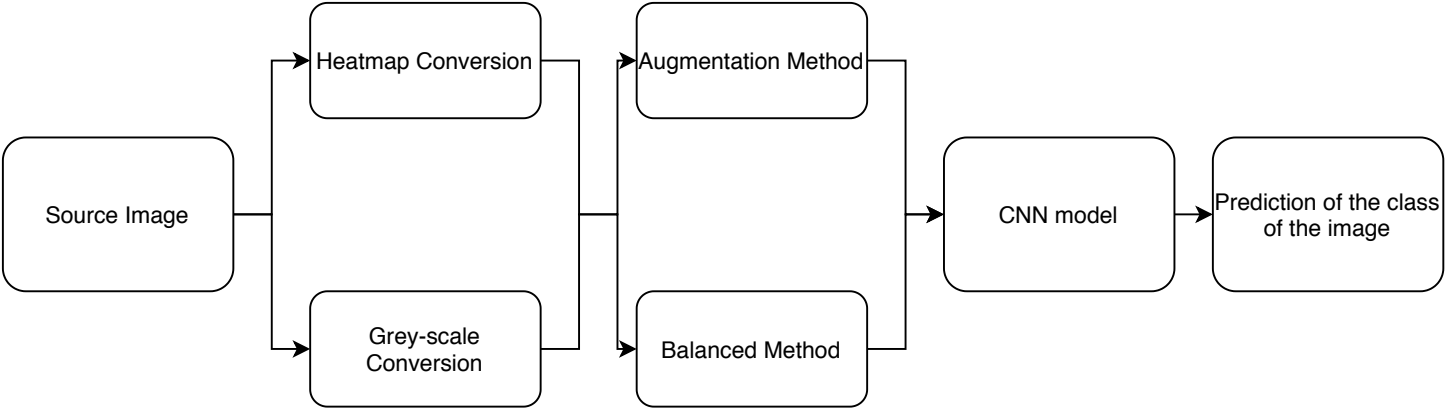 Source Image
Heatmap Conversion
Grey-scale
Conversion
Augmentation Method
Balanced Method
CNN model
Prediction of the class
of the image